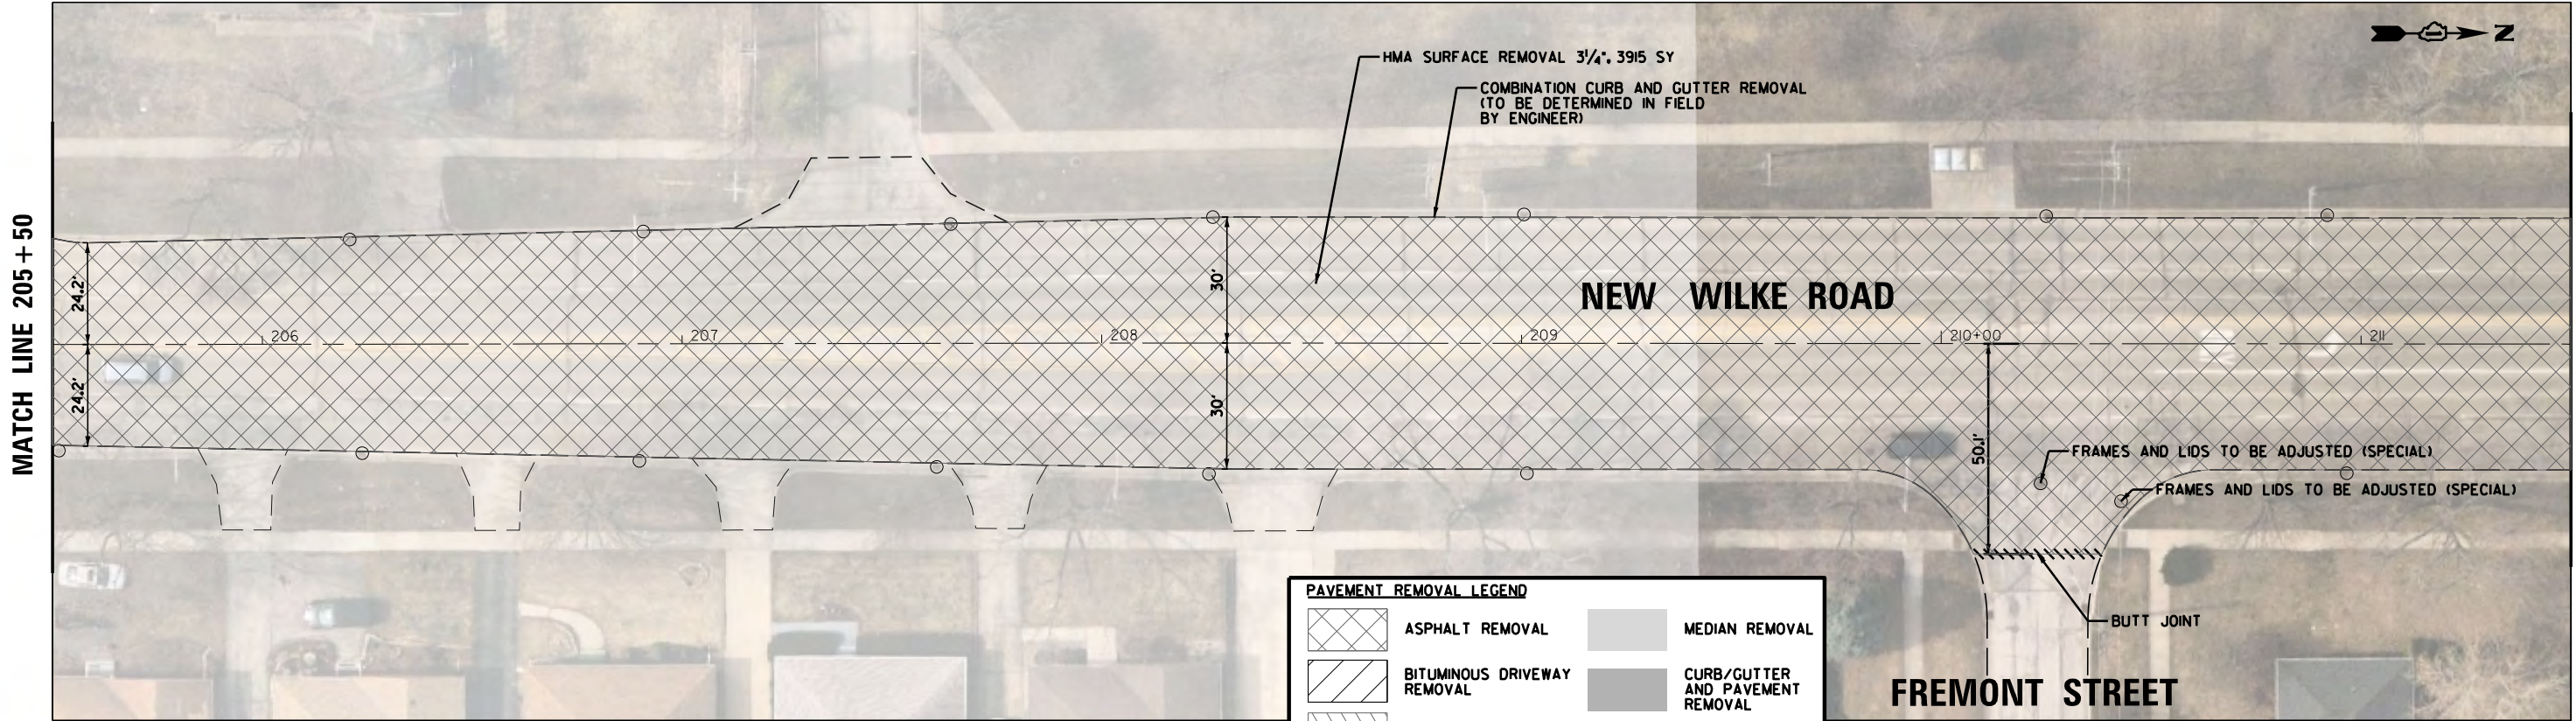 N
HMA SURFACE REMOVAL 3¼", 3915 SY
COMBINATION CURB AND GUTTER REMOVAL
(TO BE DETERMINED IN FIELD
BY ENGINEER)
MATCH LINE 205+50
24.2'
24.2'
30'
30'
NEW WILKE ROAD
206
207
208
209
210+00
211
50.1'
FRAMES AND LIDS TO BE ADJUSTED (SPECIAL)
FRAMES AND LIDS TO BE ADJUSTED (SPECIAL)
BUTT JOINT
FREMONT STREET
PAVEMENT REMOVAL LEGEND
ASPHALT REMOVAL
MEDIAN REMOVAL
BITUMINOUS DRIVEWAY
REMOVAL
CURB/GUTTER
AND PAVEMENT
REMOVAL